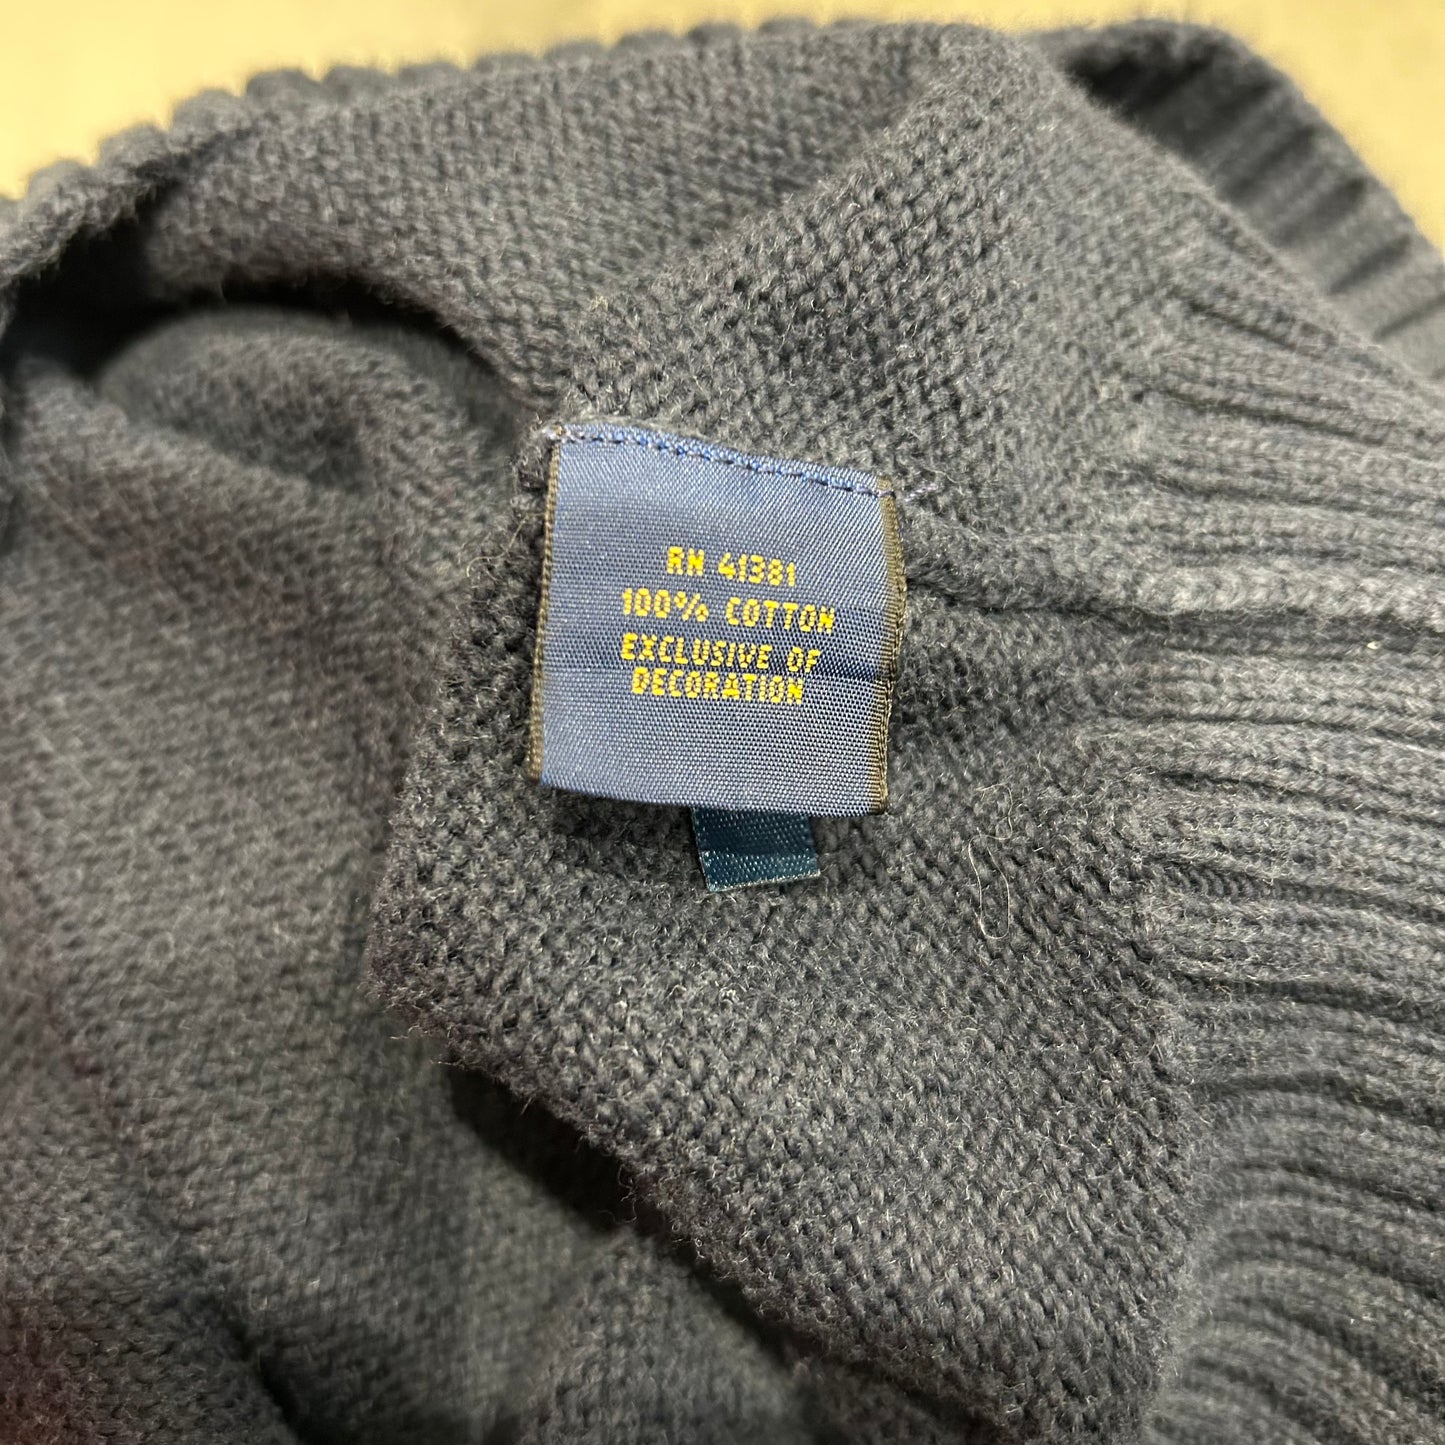 RN 41381
100% COTTON
EXCLUSIVE OF
DECORATION